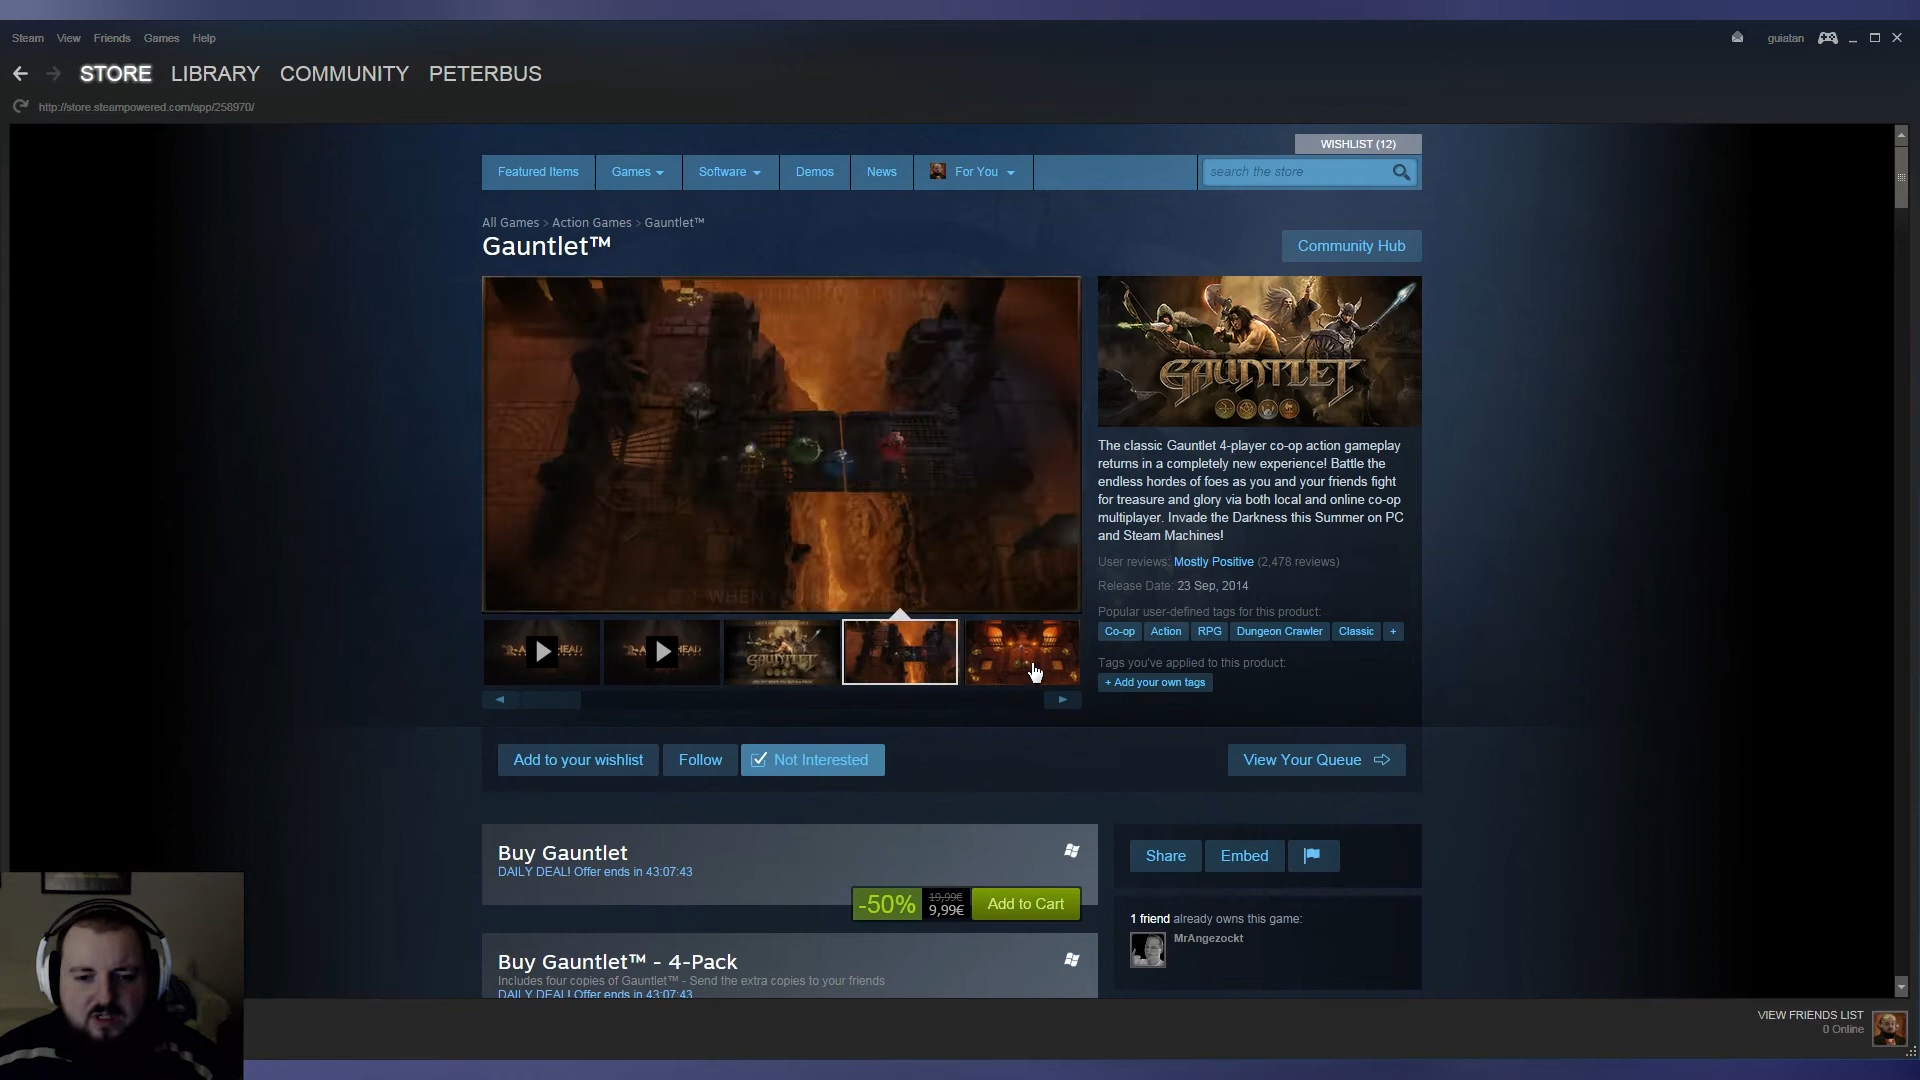 Steam View Friends Games Help
guiatan
STORE LIBRARY COMMUNITY PETERBUS
http://store.steampowered.com/app/258970/
WISHLIST (12)
Featured Items Games Software Demos News For You search the store
All Games > Action Games > Gauntlet™
Gauntlet™
Community Hub
GAUNTLET
The classic Gauntlet 4-player co-op action gameplay
returns in a completely new experience! Battle the
endless hordes of foes as you and your friends fight
for treasure and glory via both local and online co-op
multiplayer. Invade the Darkness this Summer on PC
and Steam Machines!
User reviews: Mostly Positive (2,478 reviews)
Release Date: 23 Sep, 2014
Popular user-defined tags for this product:
Co-op Action RPG Dungeon Crawler Classic +
Tags you've applied to this product:
+ Add your own tags
GAUNTLET
Add to your wishlist Follow Not Interested View Your Queue
Buy Gauntlet
DAILY DEAL! Offer ends in 43:07:43
-50% 19,99€ 9,99€ Add to Cart
Share Embed
1 friend already owns this game:
MrAngezockt
Buy Gauntlet™ - 4-Pack
Includes four copies of Gauntlet™ - Send the extra copies to your friends
DAILY DEAL! Offer ends in 43:07:43
VIEW FRIENDS LIST
0 Online